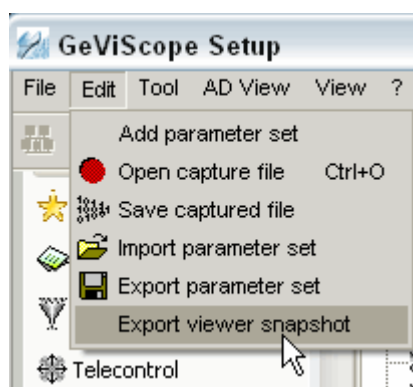 GeViScope Setup
File Edit Tool AD View View ?
Add parameter set
Open capture file Ctrl+O
Save captured file
Import parameter set
Export parameter set
Export viewer snapshot
Telecontrol